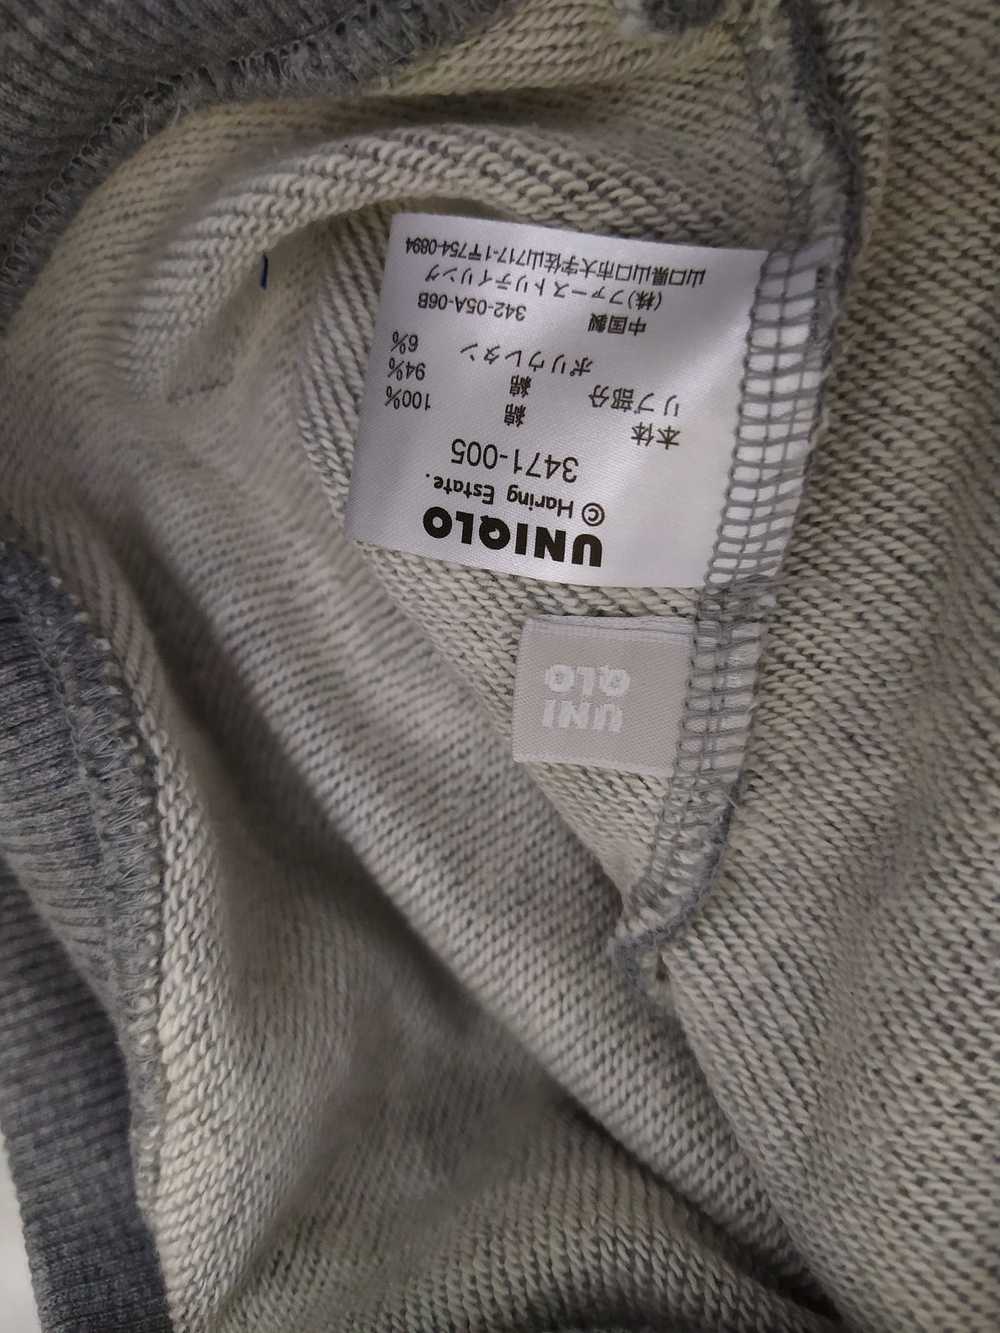 UNIQLO
© Haring Estate.
3471-005
本体 綿 100%
リブ部分 綿 94%
ポリウレタン 6%
中国製 342-05A-06B
(株)ファーストリテイリング
山口県山口市大字佐山717-1〒754-0894
UNI
QLO